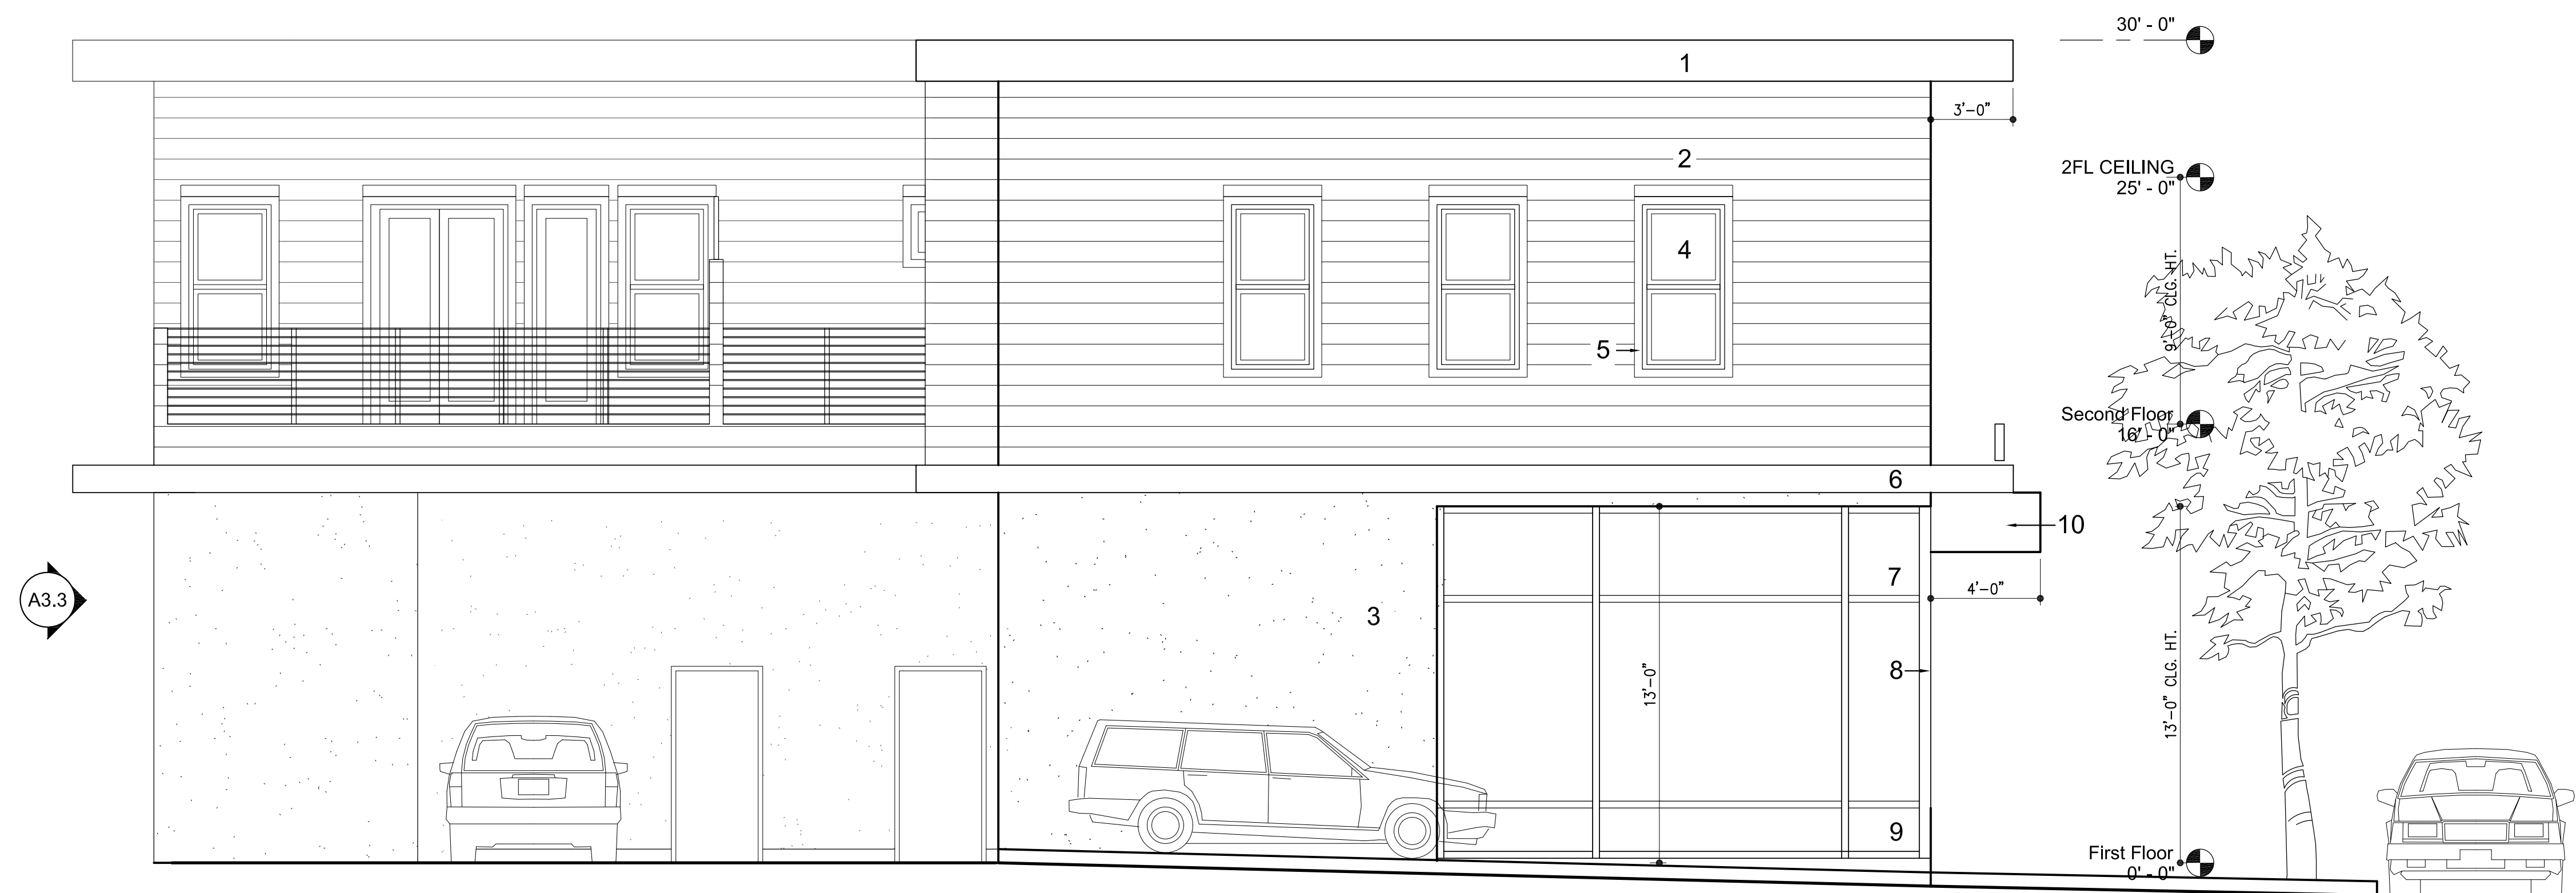 30' - 0"
1
3'-0"
2
2FL CEILING
25' - 0"
4
9'-0" CLG. HT.
5
Second Floor
16' - 0"
6
10
7
4'-0"
A3.3
3
8
13'-0"
13'-0" CLG. HT.
9
First Floor
0' - 0"